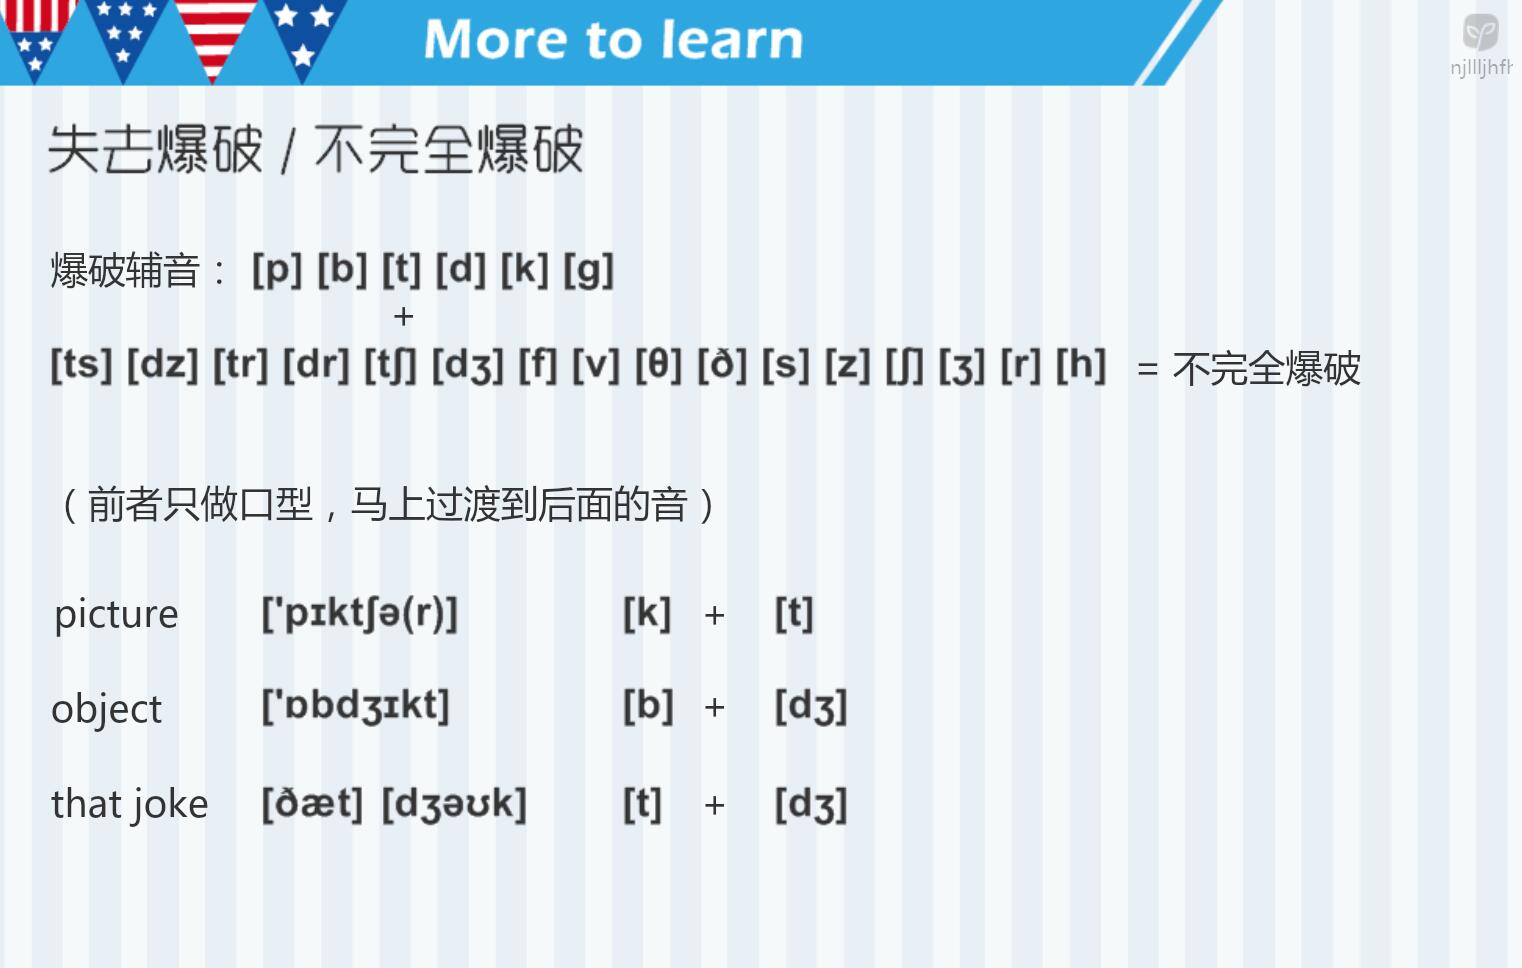 More to learn
njllljhfh
失去爆破 / 不完全爆破
爆破辅音： [p] [b] [t] [d] [k] [g]
+
[ts] [dz] [tr] [dr] [tʃ] [dʒ] [f] [v] [θ] [ð] [s] [z] [ʃ] [ʒ] [r] [h] = 不完全爆破
（前者只做口型，马上过渡到后面的音）
picture ['pɪktʃə(r)] [k] + [t]
object ['ɒbdʒɪkt] [b] + [dʒ]
that joke [ðæt] [dʒəʊk] [t] + [dʒ]